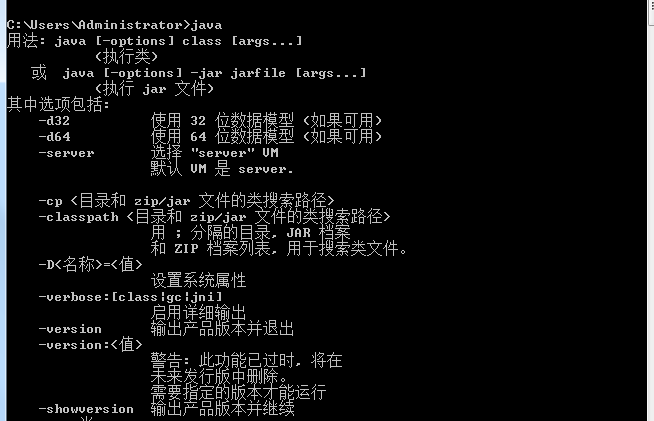 C:\Users\Administrator>java
用法: java [-options] class [args...]
(执行类)
或  java [-options] -jar jarfile [args...]
(执行 jar 文件)
其中选项包括:
-d32 使用 32 位数据模型 (如果可用)
-d64 使用 64 位数据模型 (如果可用)
-server 选择 "server" VM
默认 VM 是 server.
-cp <目录和 zip/jar 文件的类搜索路径>
-classpath <目录和 zip/jar 文件的类搜索路径>
用 ; 分隔的目录, JAR 档案
和 ZIP 档案列表, 用于搜索类文件。
-D<名称>=<值>
设置系统属性
-verbose:[class|gc|jni]
启用详细输出
-version 输出产品版本并退出
-version:<值>
警告: 此功能已过时, 将在
未来发行版中删除。
需要指定的版本才能运行
-showversion 输出产品版本并继续